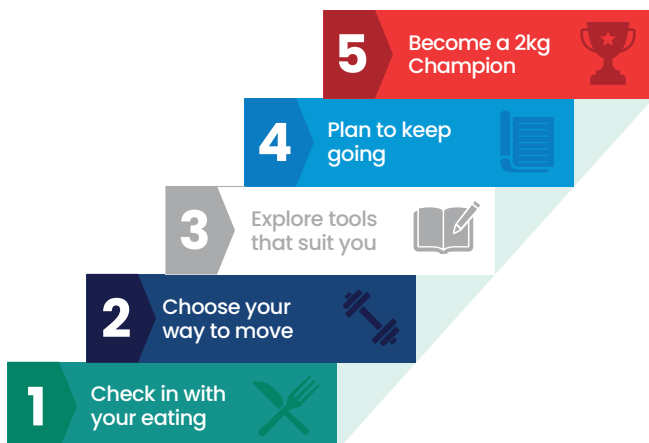 5
Become a 2kg
Champion
4
Plan to keep
going
3
Explore tools
that suit you
2
Choose your
way to move
1
Check in with
your eating